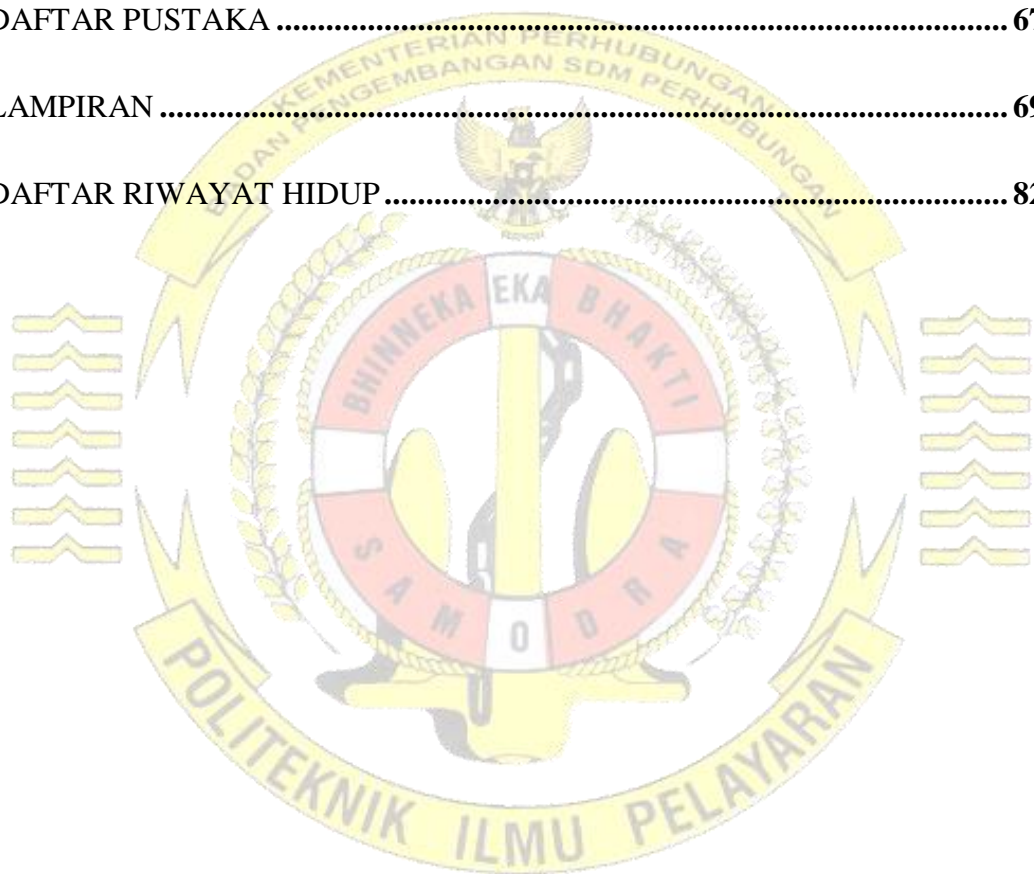 DAFTAR PUSTAKA ........................................................................................ 67
LAMPIRAN ...................................................................................................... 69
DAFTAR RIWAYAT HIDUP ........................................................................... 82
KEMENTERIAN PERHUBUNGAN
BADAN PENGEMBANGAN SDM PERHUBUNGAN
BHINNEKA EKA BHAKTI
SAMODRA
POLITEKNIK ILMU PELAYARAN